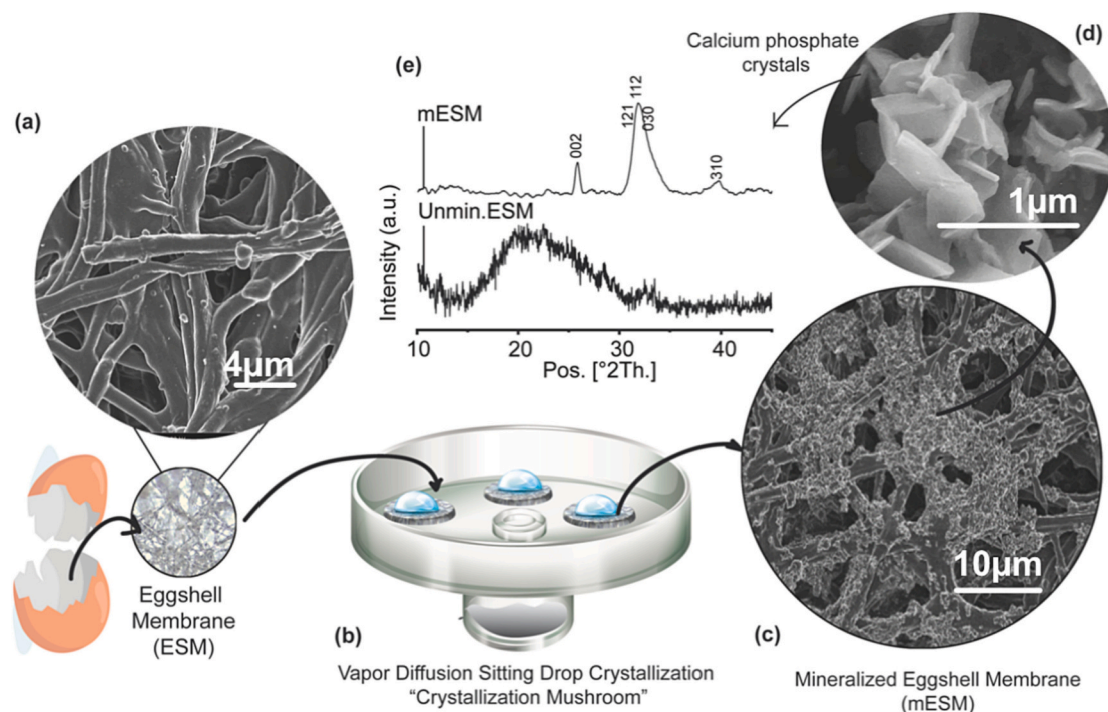 (a)
4µm
Eggshell
Membrane
(ESM)
(b)
Vapor Diffusion Sitting Drop Crystallization
“Crystallization Mushroom”
(c)
10µm
Mineralized Eggshell Membrane
(mESM)
(d)
Calcium phosphate
crystals
1µm
(e)
mESM
002
121
112
030
310
Unmin.ESM
Intensity (a.u.)
10 20 30 40
Pos. [°2Th.]